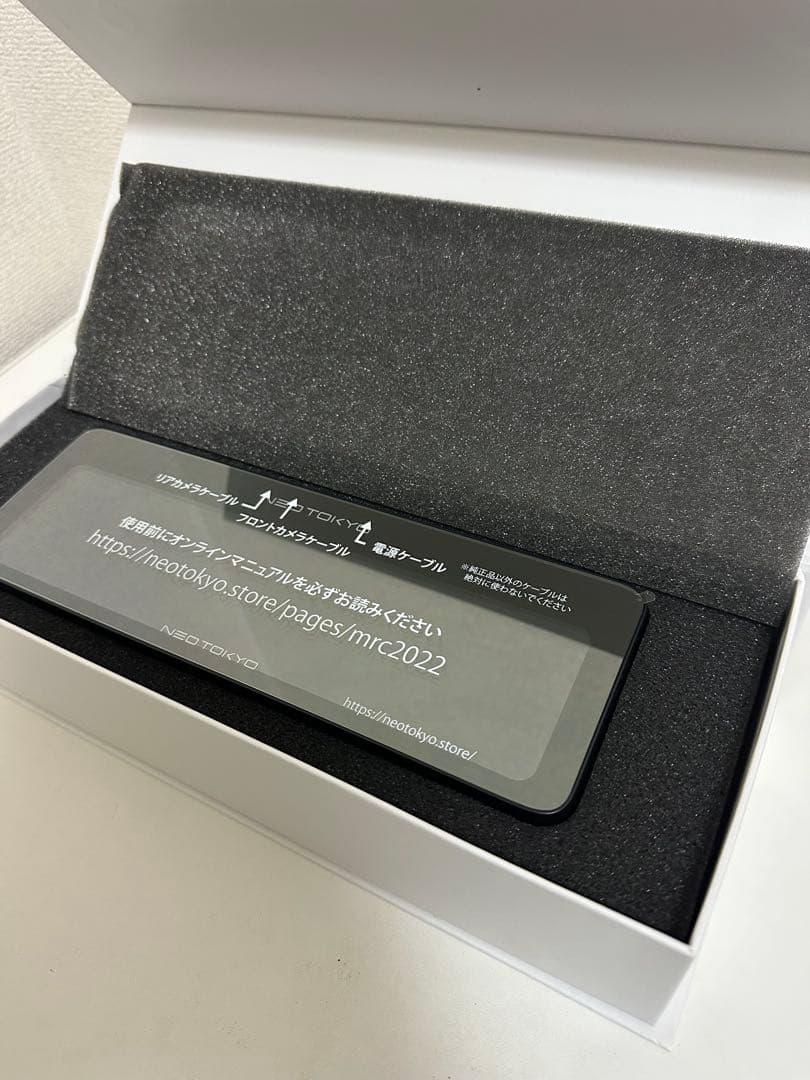 NEO TOKYO
リアカメラケーブル
フロントカメラケーブル
電源ケーブル
※純正品以外のケーブルは
絶対に使わないでください
使用前にオンラインマニュアルを必ずお読みください
https://neotokyo.store/pages/mrc2022
NEO TOKYO
https://neotokyo.store/